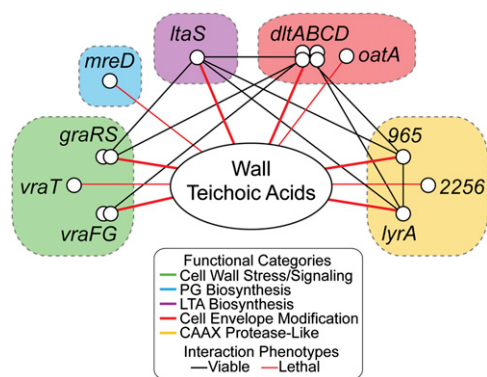 ltaS
dltABCD
mreD
oatA
graRS
965
Wall
Teichoic Acids
vraT
2256
vraFG
lyrA
Functional Categories
Cell Wall Stress/Signaling
PG Biosynthesis
LTA Biosynthesis
Cell Envelope Modification
CAAX Protease-Like
Interaction Phenotypes
Viable
Lethal